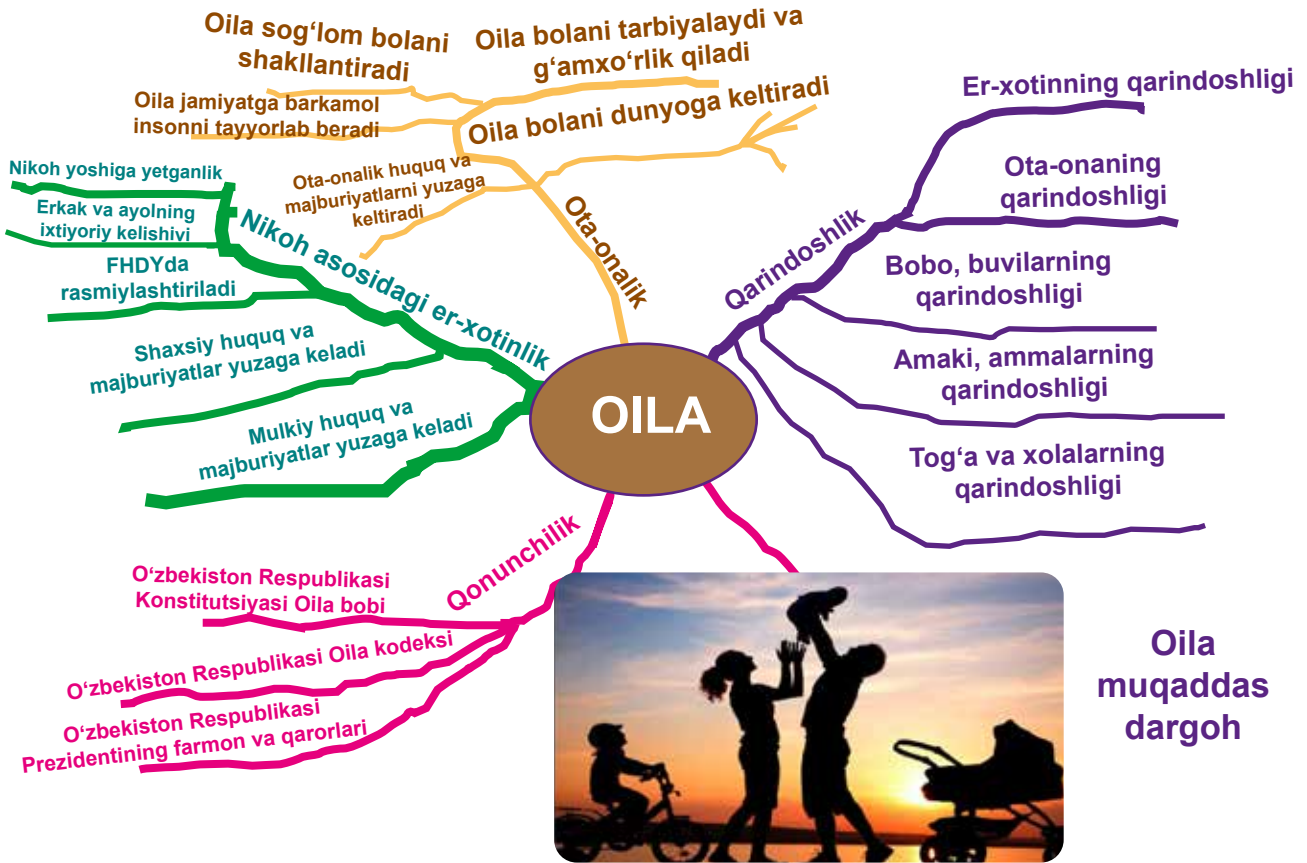 Oila sog‘lom bolani
shakllantiradi
Oila bolani tarbiyalaydi va
g‘amxo‘rlik qiladi
Oila jamiyatga barkamol
insonni tayyorlab beradi
Oila bolani dunyoga keltiradi
Ota-onalik huquq va
majburiyatlarni yuzaga
keltiradi
Ota-onalik
Nikoh yoshiga yetganlik
Erkak va ayolning
ixtiyoriy kelishivi
FHDYda
rasmiylashtiriladi
Nikoh asosidagi er-xotinlik
Shaxsiy huquq va
majburiyatlar yuzaga keladi
Mulkiy huquq va
majburiyatlar yuzaga keladi
OILA
Qarindoshlik
Er-xotinning qarindoshligi
Ota-onaning
qarindoshligi
Bobo, buvilarning
qarindoshligi
Amaki, ammalarning
qarindoshligi
Tog‘a va xolalarning
qarindoshligi
Qonunchilik
O‘zbekiston Respublikasi
Konstitutsiyasi Oila bobi
O‘zbekiston Respublikasi Oila kodeksi
O‘zbekiston Respublikasi
Prezidentining farmon va qarorlari
Oila
muqaddas
dargoh